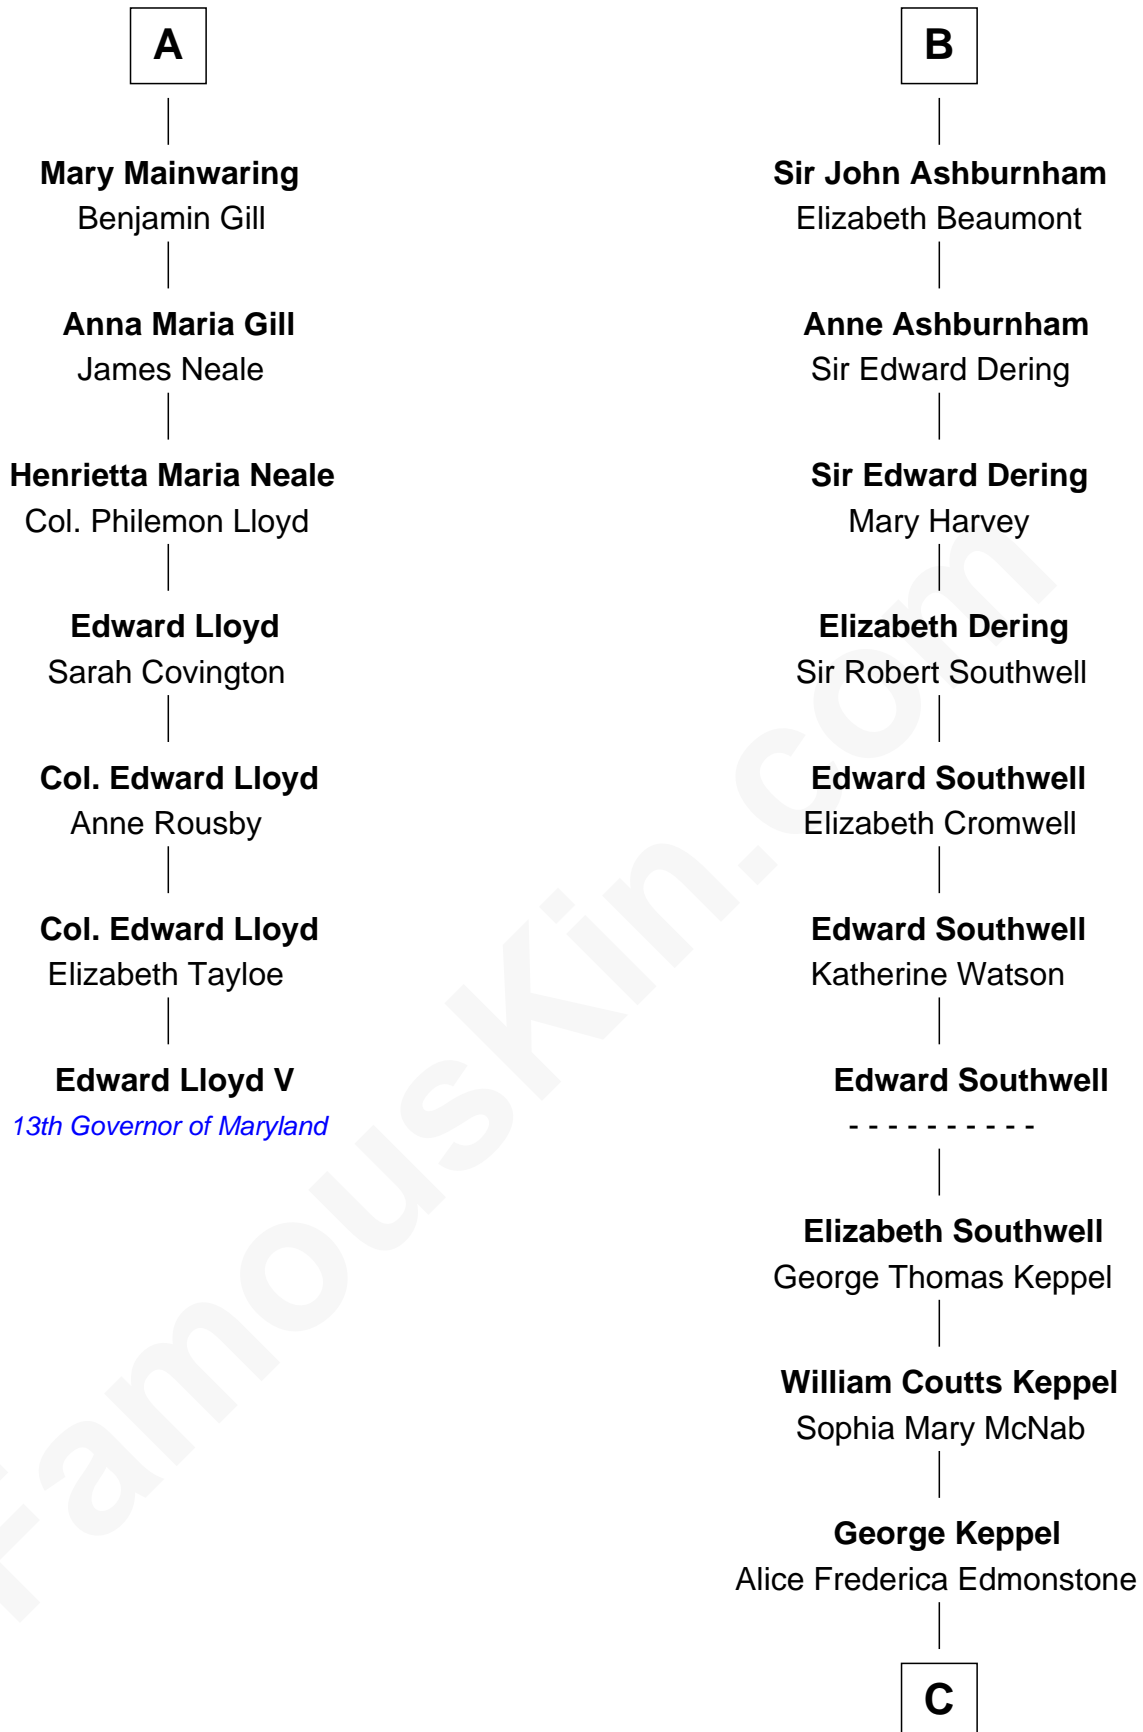 A
Mary Mainwaring
Benjamin Gill
Anna Maria Gill
James Neale
Henrietta Maria Neale
Col. Philemon Lloyd
Edward Lloyd
Sarah Covington
Col. Edward Lloyd
Anne Rousby
Col. Edward Lloyd
Elizabeth Tayloe
Edward Lloyd V
13th Governor of Maryland
B
Sir John Ashburnham
Elizabeth Beaumont
Anne Ashburnham
Sir Edward Dering
Sir Edward Dering
Mary Harvey
Elizabeth Dering
Sir Robert Southwell
Edward Southwell
Elizabeth Cromwell
Edward Southwell
Katherine Watson
Edward Southwell
- - - - - - - - - -
Elizabeth Southwell
George Thomas Keppel
William Coutts Keppel
Sophia Mary McNab
George Keppel
Alice Frederica Edmonstone
C
FamousKin.com